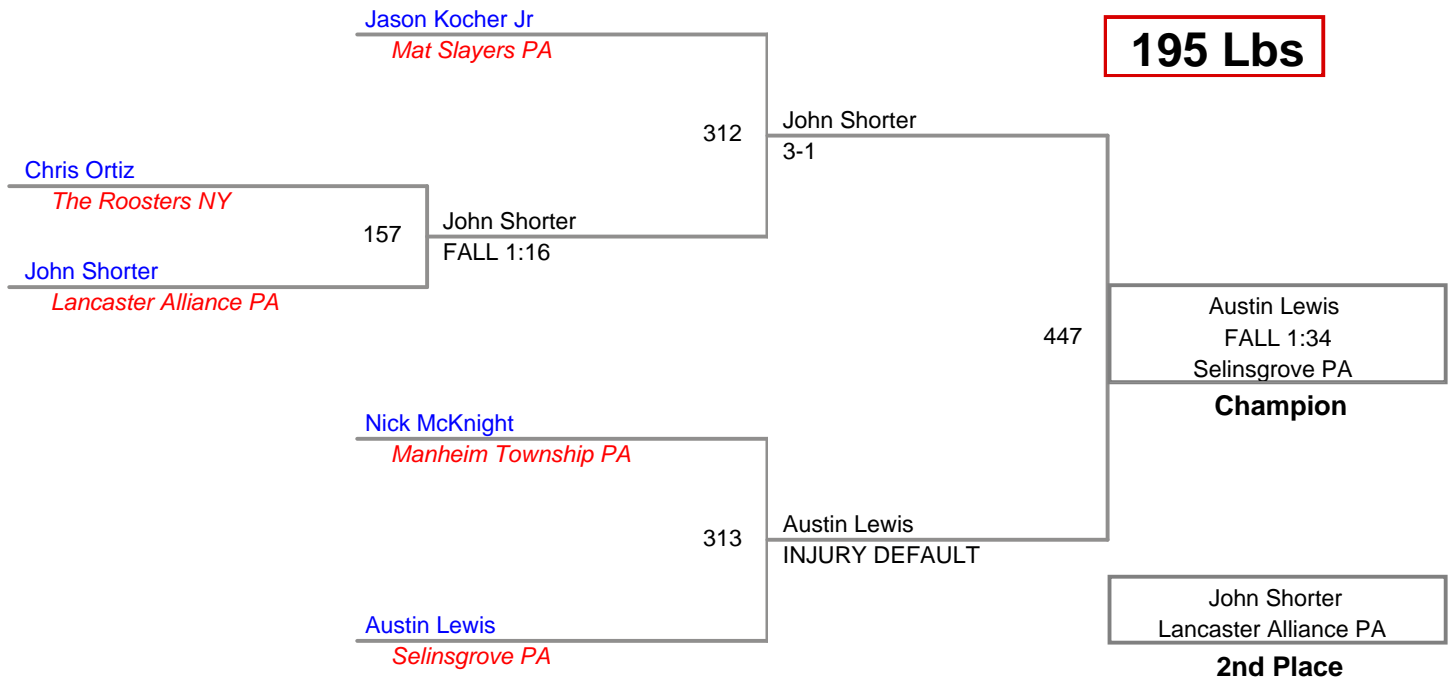 Jason Kocher Jr
Mat Slayers PA
195 Lbs
312
John Shorter
3-1
Chris Ortiz
The Roosters NY
157
John Shorter
FALL 1:16
John Shorter
Lancaster Alliance PA
447
Austin Lewis
FALL 1:34
Selinsgrove PA
Champion
Nick McKnight
Manheim Township PA
313
Austin Lewis
INJURY DEFAULT
Austin Lewis
Selinsgrove PA
John Shorter
Lancaster Alliance PA
2nd Place